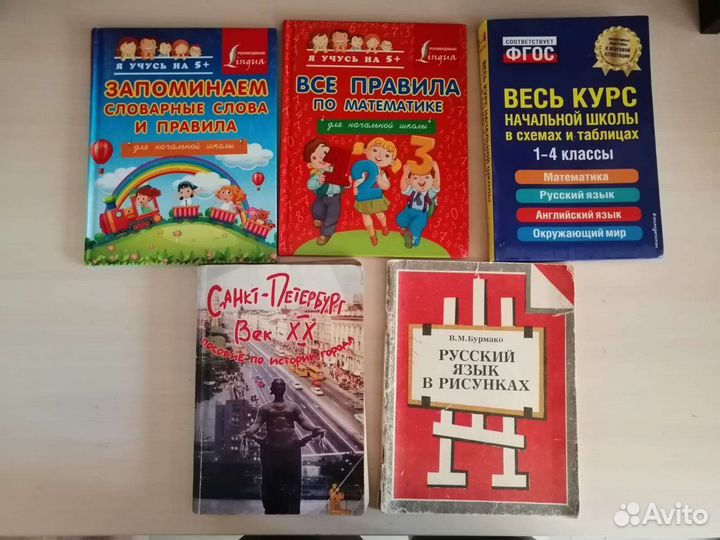 Я УЧУСЬ НА 5+
РЕКОМЕНДОВАНО
Lingua
ЗАПОМИНАЕМ
СЛОВАРНЫЕ СЛОВА
И ПРАВИЛА
для начальной школы
Я УЧУСЬ НА 5+
РЕКОМЕНДОВАНО
Lingua
ВСЕ ПРАВИЛА
ПО МАТЕМАТИКЕ
для начальной школы
1 2 3
СООТВЕТСТВУЕТ
ФГОС
ВЕСЬ КУРС
НАЧАЛЬНОЙ ШКОЛЫ
в схемах и таблицах
1–4 классы
Математика
Русский язык
Английский язык
Окружающий мир
САНКТ-ПЕТЕРБУРГ
Век XX
ПОСОБИЕ ПО ИСТОРИИ ГОРОДА
В.М.Бурмако
РУССКИЙ
ЯЗЫК
В РИСУНКАХ
Avito